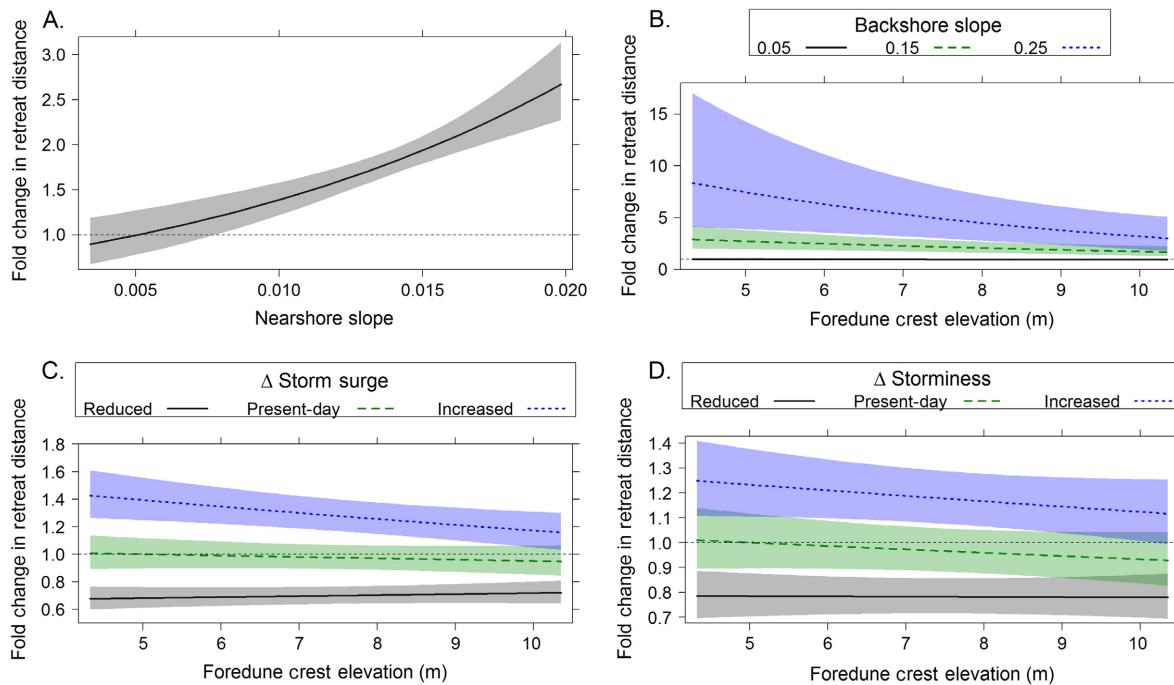 A.
Fold change in retreat distance
3.0
2.5
2.0
1.5
1.0
0.005 0.010 0.015 0.020
Nearshore slope
B.
Backshore slope
0.05 0.15 0.25
Fold change in retreat distance
15
10
5
0
5 6 7 8 9 10
Foredune crest elevation (m)
C.
Δ Storm surge
Reduced Present-day Increased
Fold change in retreat distance
1.8
1.6
1.4
1.2
1.0
0.8
0.6
5 6 7 8 9 10
Foredune crest elevation (m)
D.
Δ Storminess
Reduced Present-day Increased
Fold change in retreat distance
1.4
1.3
1.2
1.1
1.0
0.9
0.8
0.7
5 6 7 8 9 10
Foredune crest elevation (m)